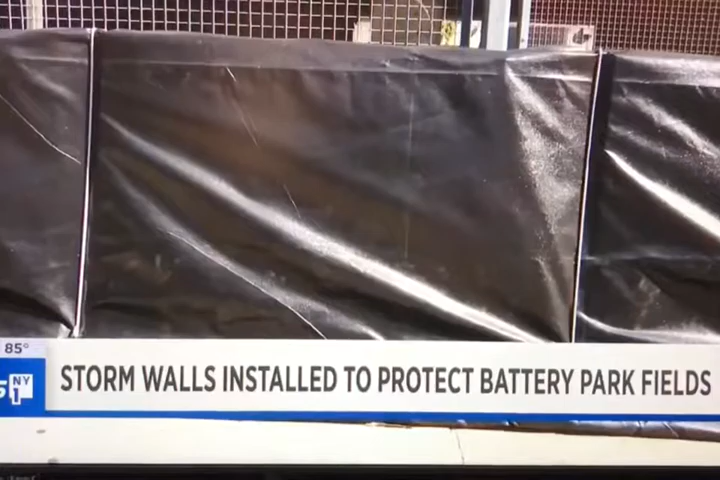 85°
NY
1
STORM WALLS INSTALLED TO PROTECT BATTERY PARK FIELDS